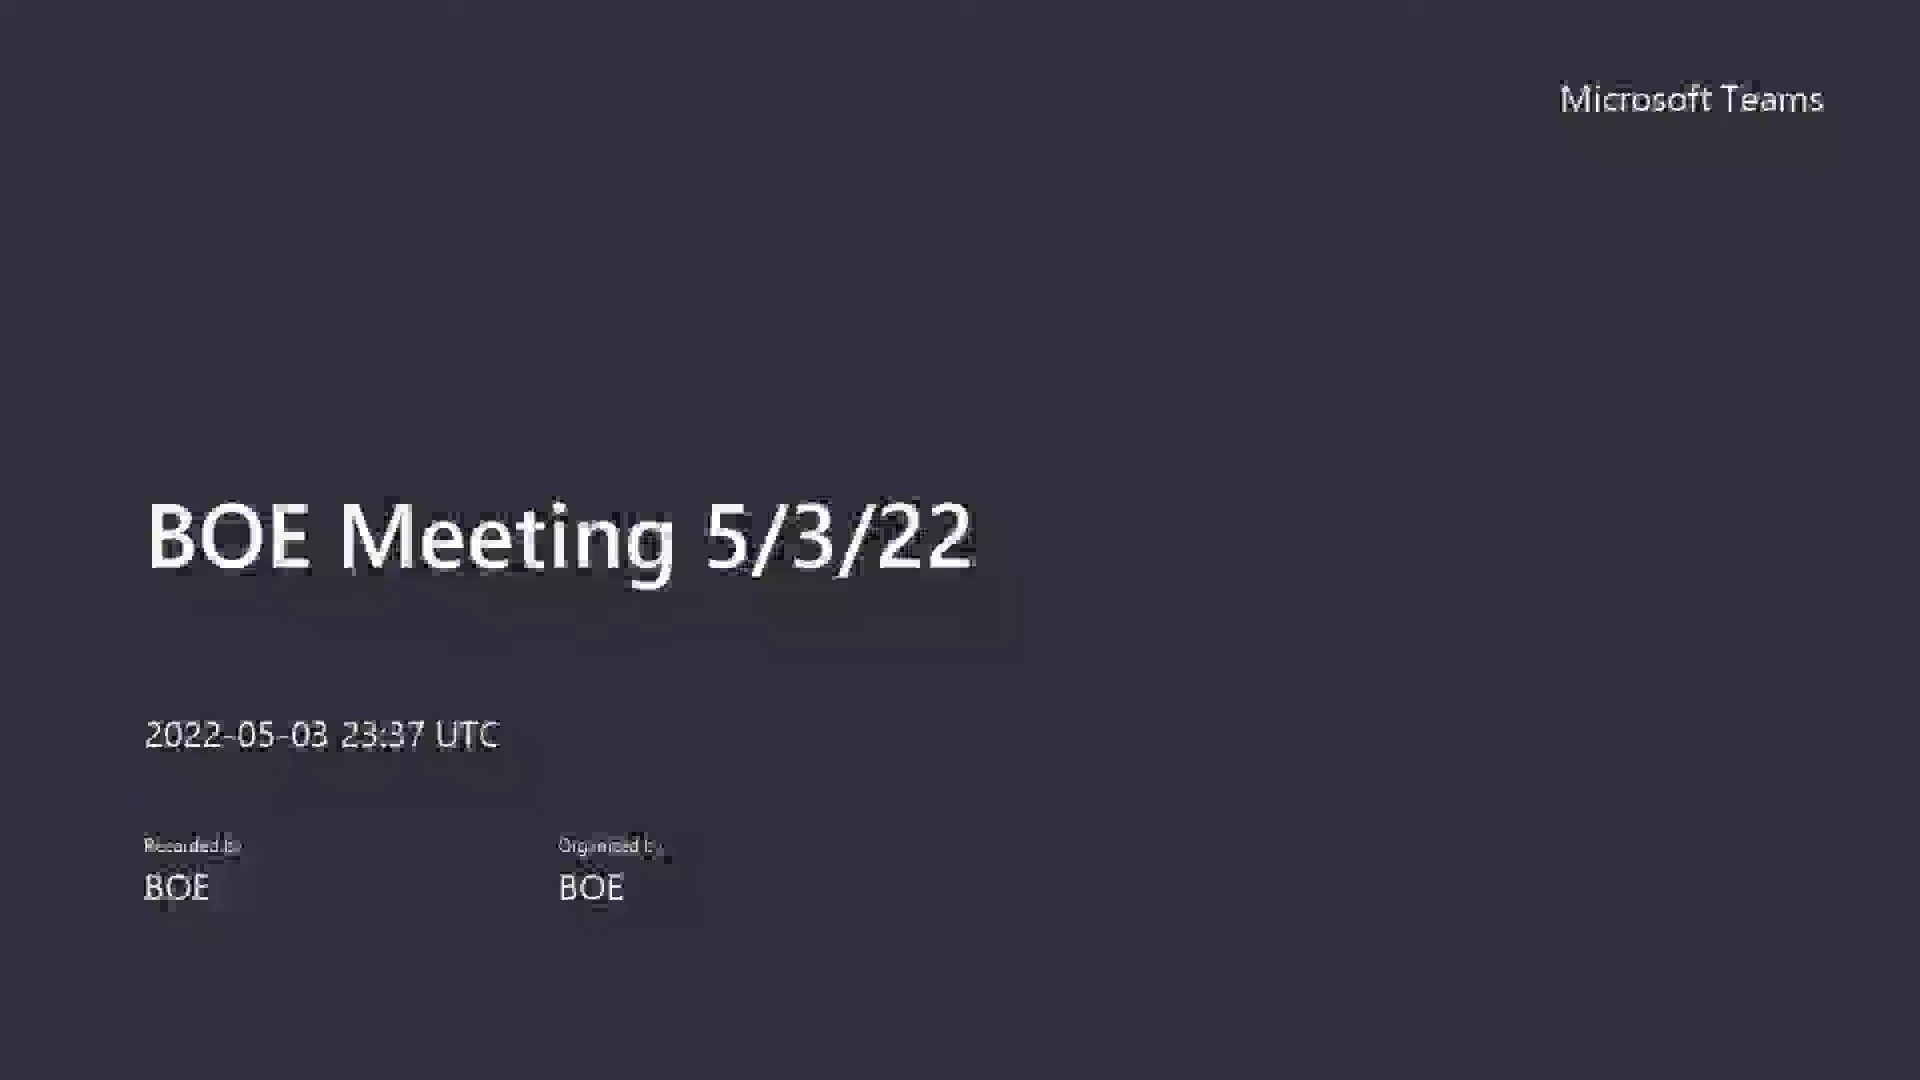 Microsoft Teams
BOE Meeting 5/3/22
2022-05-03 23:37 UTC
Recorded by
Organized by
BOE
BOE